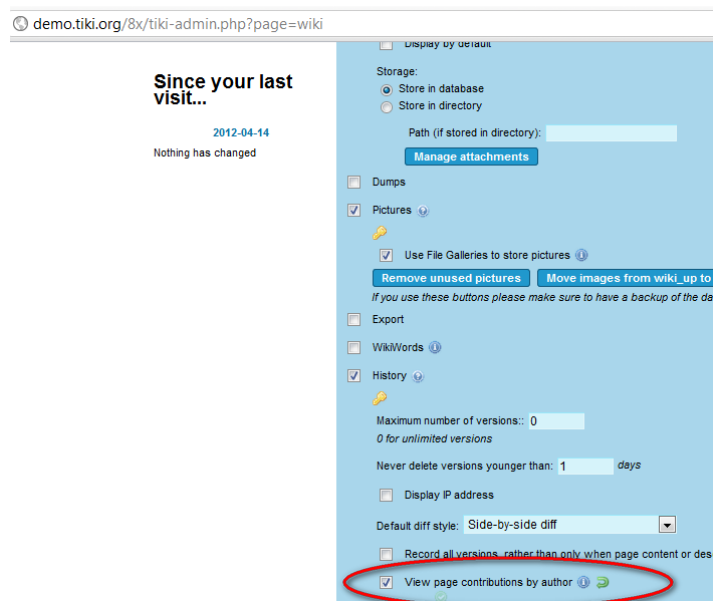 demo.tiki.org/8x/tiki-admin.php?page=wiki
Display by default
Since your last
visit...
2012-04-14
Nothing has changed
Storage:
Store in database
Store in directory
Path (if stored in directory):
Manage attachments
Dumps
Pictures
Use File Galleries to store pictures
Remove unused pictures Move images from wiki_up to
If you use these buttons please make sure to have a backup of the da
Export
WikiWords
History
Maximum number of versions:: 0
0 for unlimited versions
Never delete versions younger than: 1 days
Display IP address
Default diff style: Side-by-side diff
Record all versions, rather than only when page content or des
View page contributions by author